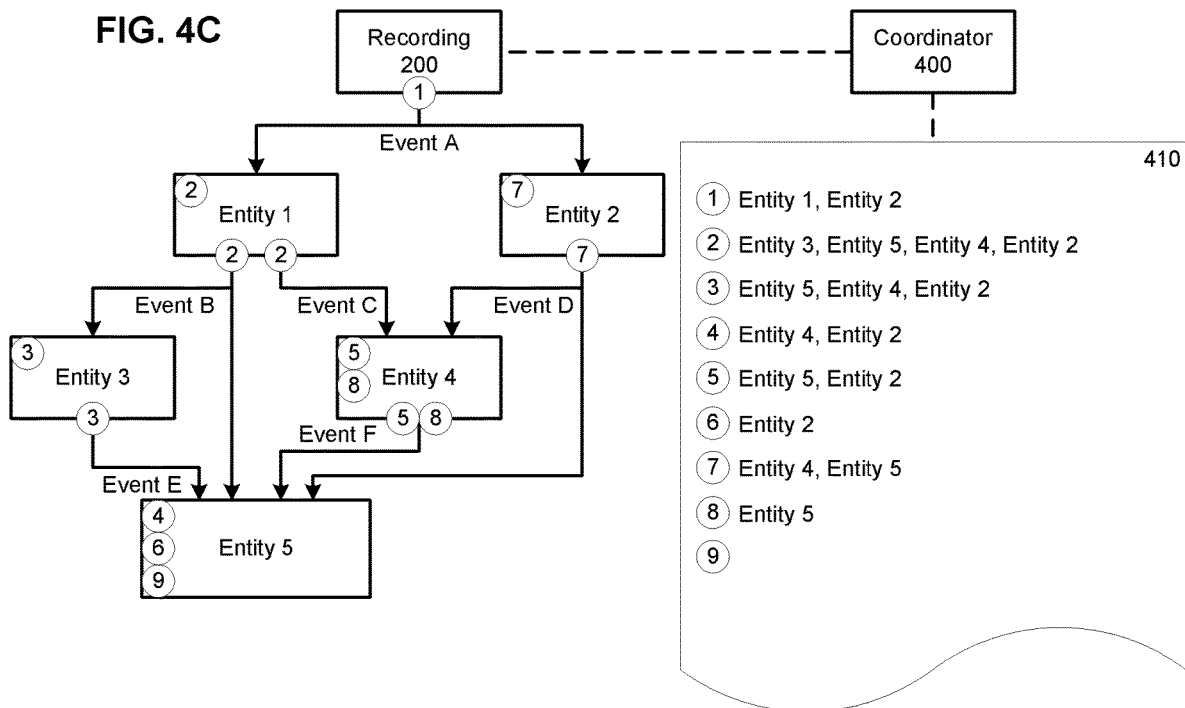 FIG. 4C
Recording
200
Coordinator
400
1
Event A
410
2
Entity 1
7
Entity 2
2 2
7
1 Entity 1, Entity 2
2 Entity 3, Entity 5, Entity 4, Entity 2
3 Entity 5, Entity 4, Entity 2
4 Entity 4, Entity 2
5 Entity 5, Entity 2
6 Entity 2
7 Entity 4, Entity 5
8 Entity 5
9
Event B
Event C
Event D
3
Entity 3
3
5
8
Entity 4
5 8
Event F
Event E
4
6
9
Entity 5